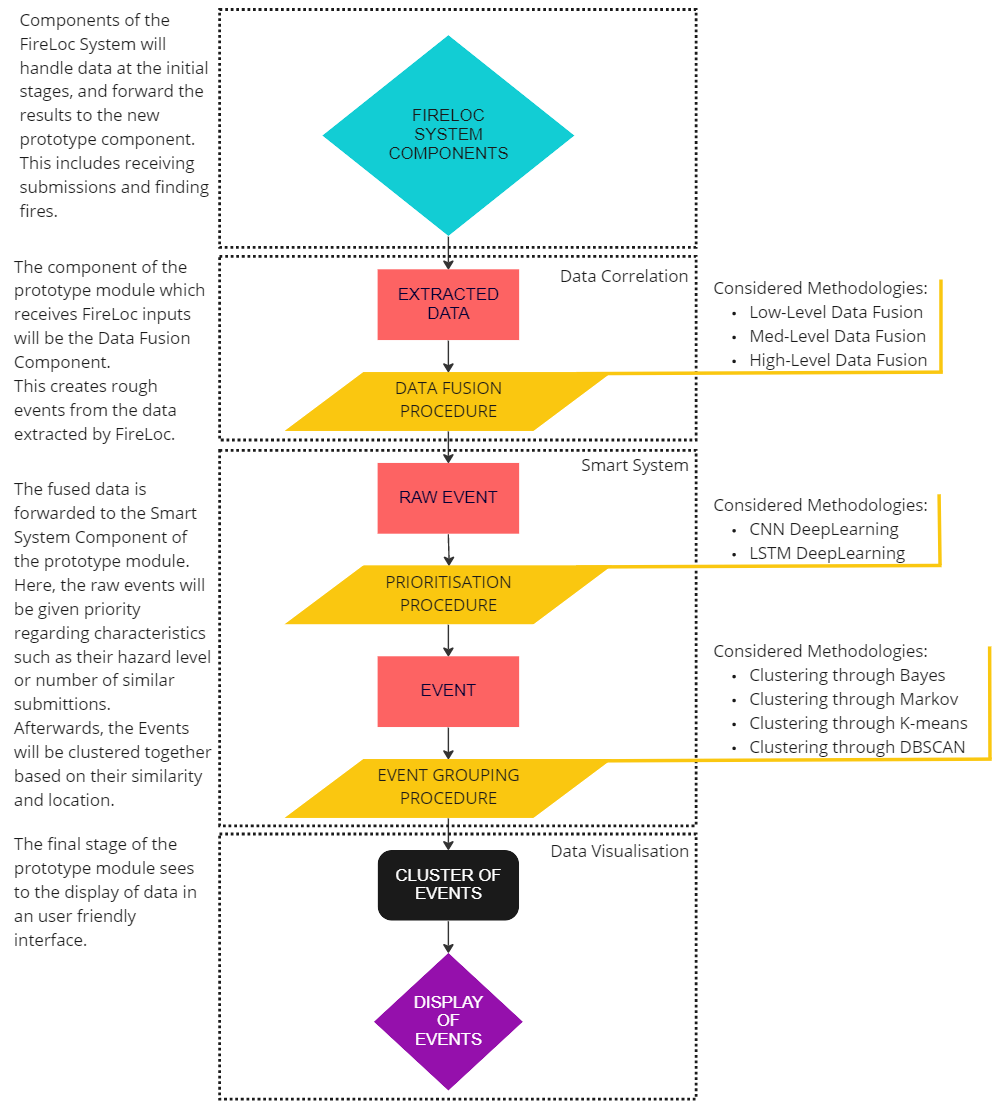 Components of the
FireLoc System will
handle data at the initial
stages, and forward the
results to the new
prototype component.
This includes receiving
submissions and finding
fires.
FIRELOC
SYSTEM
COMPONENTS
The component of the
prototype module which
receives FireLoc inputs
will be the Data Fusion
Component.
This creates rough
events from the data
extracted by FireLoc.
Data Correlation
EXTRACTED
DATA
DATA FUSION
PROCEDURE
Considered Methodologies:
• Low-Level Data Fusion
• Med-Level Data Fusion
• High-Level Data Fusion
The fused data is
forwarded to the Smart
System Component of
the prototype module.
Here, the raw events will
be given priority
regarding characteristics
such as their hazard level
or number of similar
submittions.
Afterwards, the Events
will be clustered together
based on their similarity
and location.
Smart System
RAW EVENT
PRIORITISATION
PROCEDURE
Considered Methodologies:
• CNN DeepLearning
• LSTM DeepLearning
EVENT
EVENT GROUPING
PROCEDURE
Considered Methodologies:
• Clustering through Bayes
• Clustering through Markov
• Clustering through K-means
• Clustering through DBSCAN
The final stage of the
prototype module sees
to the display of data in
an user friendly
interface.
Data Visualisation
CLUSTER OF
EVENTS
DISPLAY
OF
EVENTS